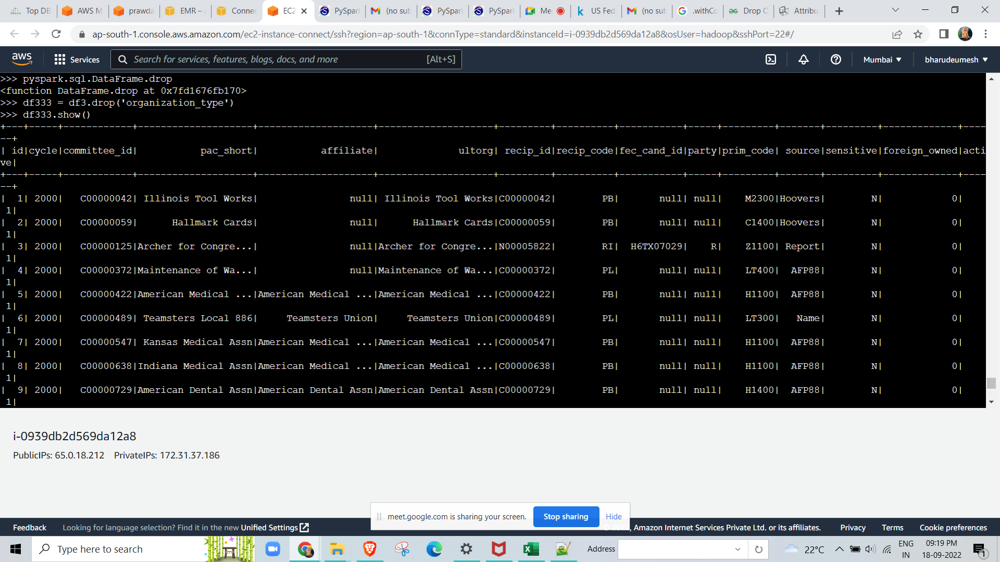 Top DB
AWS M
prawda
EMR –
Connec
EC2
PySpar
(no sub
PySpar
PySpar
Me
US Fed
(no sub
.withCo
Drop C
Attribu
ap-south-1.console.aws.amazon.com/ec2-instance-connect/ssh?region=ap-south-1&connType=standard&instanceId=i-0939db2d569da12a8&osUser=hadoop&sshPort=22#/
aws Services Search for services, features, blogs, docs, and more [Alt+S] Mumbai bharudeumesh
>>> pyspark.sql.DataFrame.drop
<function DataFrame.drop at 0x7fd1676fb170>
>>> df333 = df3.drop('organization_type')
>>> df333.show()
+---+-----+------------+--------------------+--------------------+--------------------+---------+----------+-----------+-----+---------+-------+---------+-------------+----
--+
| id|cycle|committee_id|           pac_short|           affiliate|              ultorg| recip_id|recip_code|fec_cand_id|party|prim_code| source|sensitive|foreign_owned|acti
ve|
+---+-----+------------+--------------------+--------------------+--------------------+---------+----------+-----------+-----+---------+-------+---------+-------------+----
--+
|  1| 2000|   C00000042| Illinois Tool Works|                null| Illinois Tool Works|C00000042|        PB|       null| null|    M2300|Hoovers|        N|            0|
 1|
|  2| 2000|   C00000059|      Hallmark Cards|                null|      Hallmark Cards|C00000059|        PB|       null| null|    C1400|Hoovers|        N|            0|
 1|
|  3| 2000|   C00000125|Archer for Congre...|                null|Archer for Congre...|N00005822|        RI|  H6TX07029|    R|    Z1100| Report|        N|            0|
 1|
|  4| 2000|   C00000372|Maintenance of Wa...|                null|Maintenance of Wa...|C00000372|        PL|       null| null|    LT400|  AFP88|        N|            0|
 1|
|  5| 2000|   C00000422|American Medical ...|American Medical ...|American Medical ...|C00000422|        PB|       null| null|    H1100|  AFP88|        N|            0|
 1|
|  6| 2000|   C00000489| Teamsters Local 886|     Teamsters Union|     Teamsters Union|C00000489|        PL|       null| null|    LT300|   Name|        N|            0|
 1|
|  7| 2000|   C00000547| Kansas Medical Assn|American Medical ...|American Medical ...|C00000547|        PB|       null| null|    H1100|  AFP88|        N|            0|
 1|
|  8| 2000|   C00000638|Indiana Medical Assn|American Medical ...|American Medical ...|C00000638|        PB|       null| null|    H1100|  AFP88|        N|            0|
 1|
|  9| 2000|   C00000729|American Dental Assn|American Dental Assn|American Dental Assn|C00000729|        PB|       null| null|    H1400|  AFP88|        N|            0|
 1|
i-0939db2d569da12a8
PublicIPs: 65.0.18.212 PrivateIPs: 172.31.37.186
meet.google.com is sharing your screen. Stop sharing Hide
Feedback Looking for language selection? Find it in the new Unified Settings , Amazon Internet Services Private Ltd. or its affiliates. Privacy Terms Cookie preferences
Type here to search Address 22°C ENG 09:19 PM
IN 18-09-2022 1